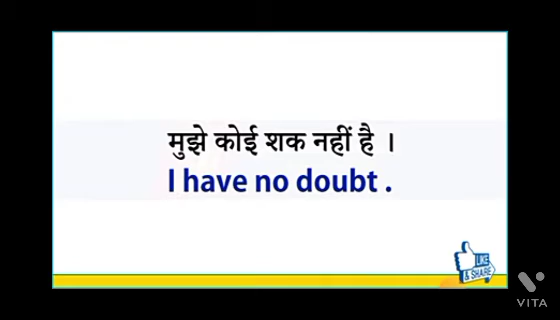 मुझे कोई शक नहीं है ।
I have no doubt .
LIKE
& SHARE
VITA